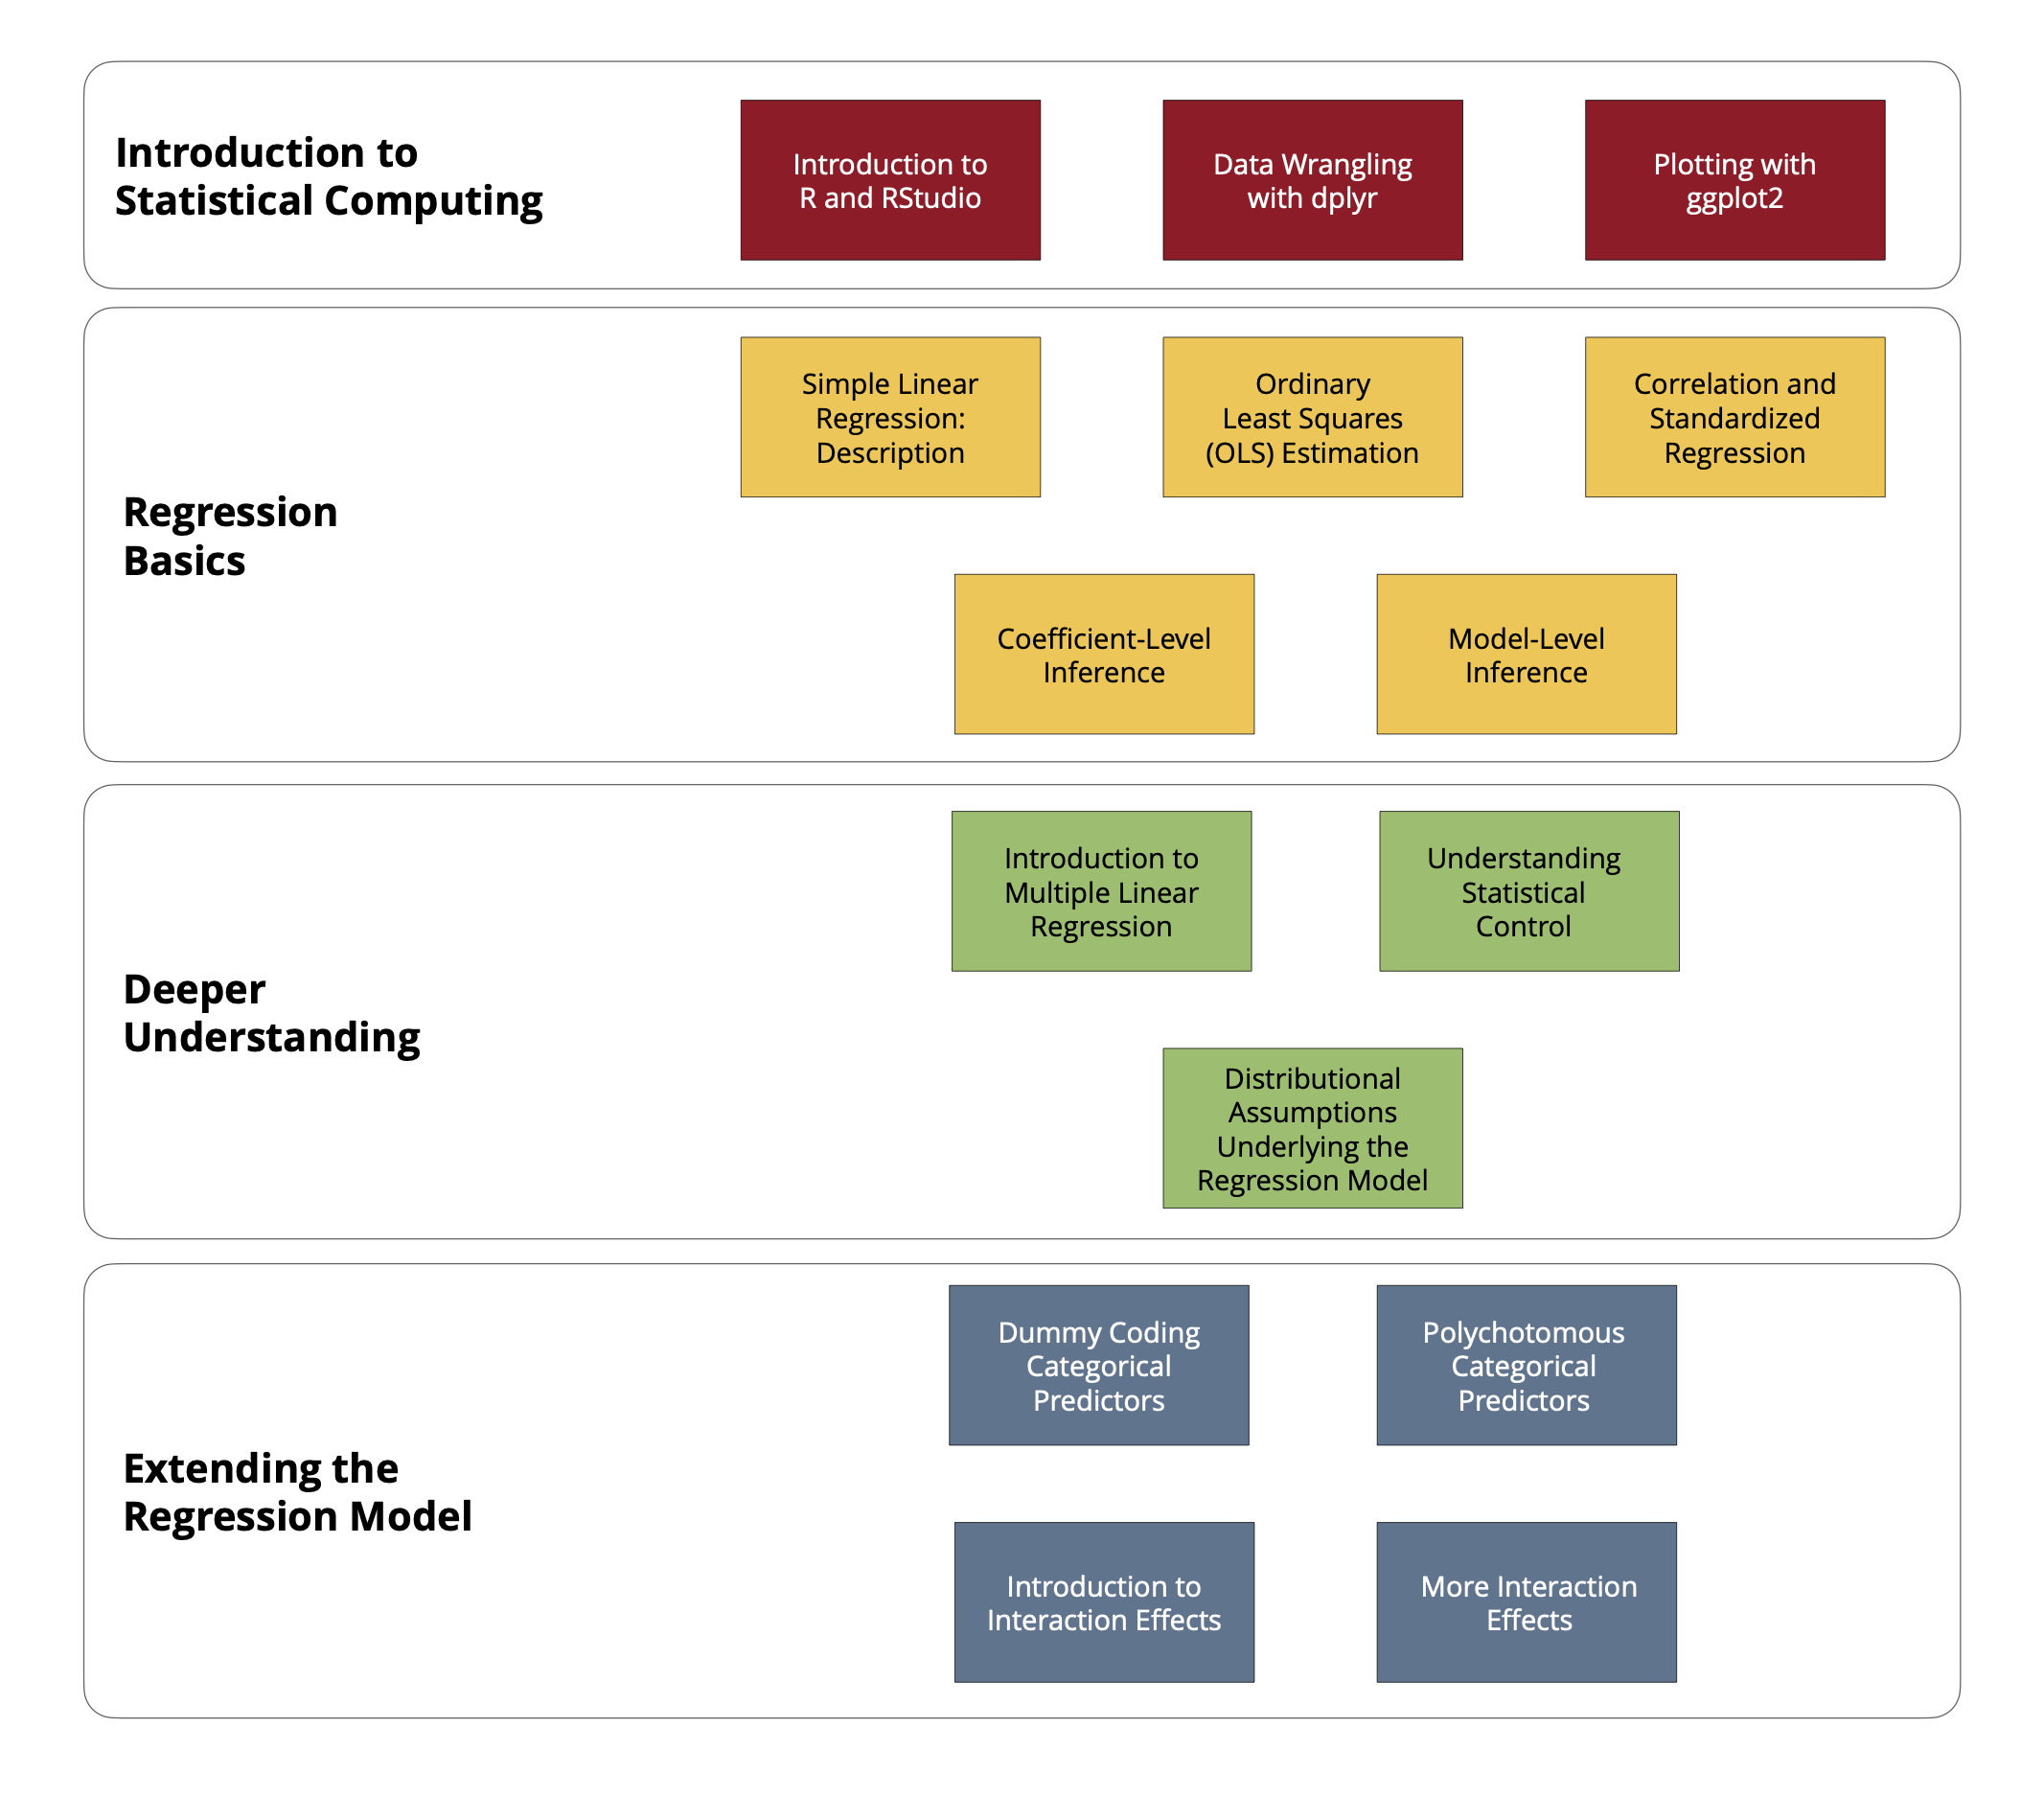 Introduction to
Statistical Computing
Introduction to
R and RStudio
Data Wrangling
with dplyr
Plotting with
ggplot2
Regression
Basics
Simple Linear
Regression:
Description
Ordinary
Least Squares
(OLS) Estimation
Correlation and
Standardized
Regression
Coefficient-Level
Inference
Model-Level
Inference
Deeper
Understanding
Introduction to
Multiple Linear
Regression
Understanding
Statistical
Control
Distributional
Assumptions
Underlying the
Regression Model
Extending the
Regression Model
Dummy Coding
Categorical
Predictors
Polychotomous
Categorical
Predictors
Introduction to
Interaction Effects
More Interaction
Effects